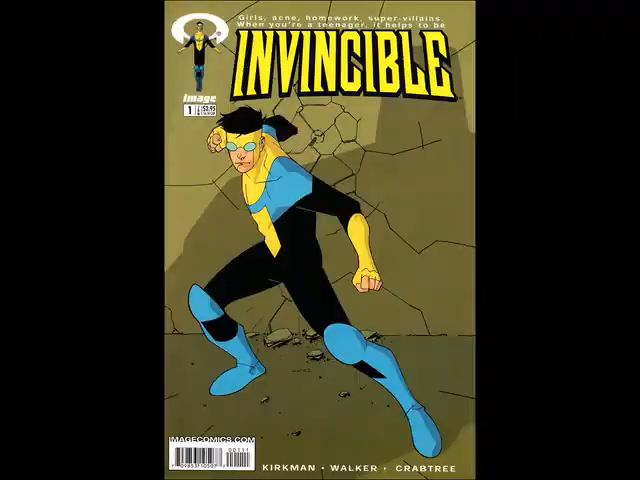 Girls, acne, homework, super-villains.
When you're a teenager, it helps to be
INVINCIBLE
image
1
$2.95
IMAGECOMICS.COM
00111
KIRKMAN • WALKER • CRABTREE